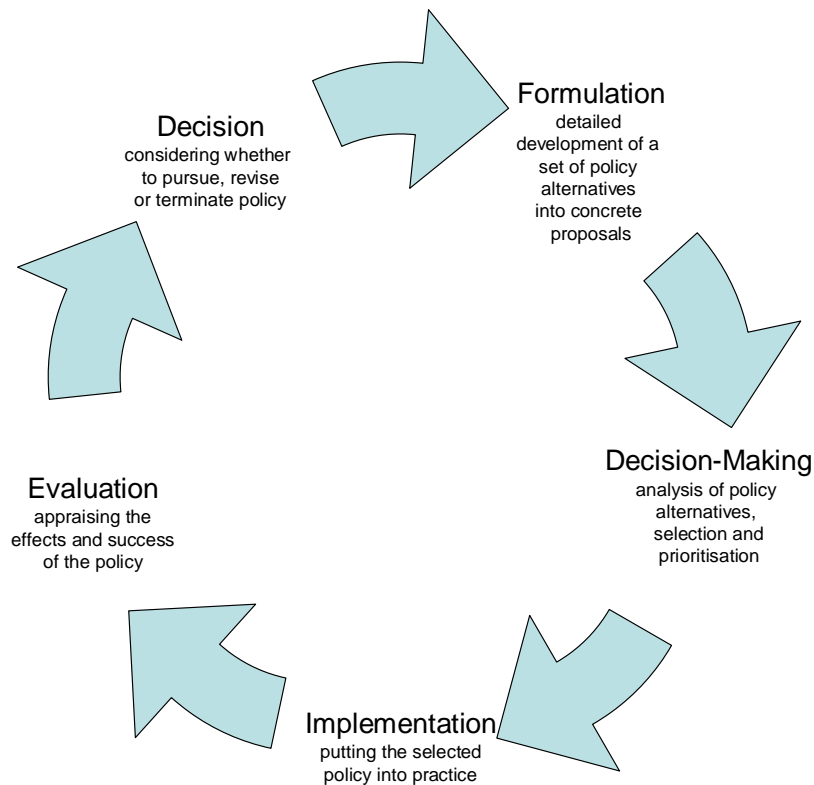 Decision
considering whether
to pursue, revise
or terminate policy
Formulation
detailed
development of a
set of policy
alternatives
into concrete
proposals
Decision-Making
analysis of policy
alternatives,
selection and
prioritisation
Implementation
putting the selected
policy into practice
Evaluation
appraising the
effects and success
of the policy